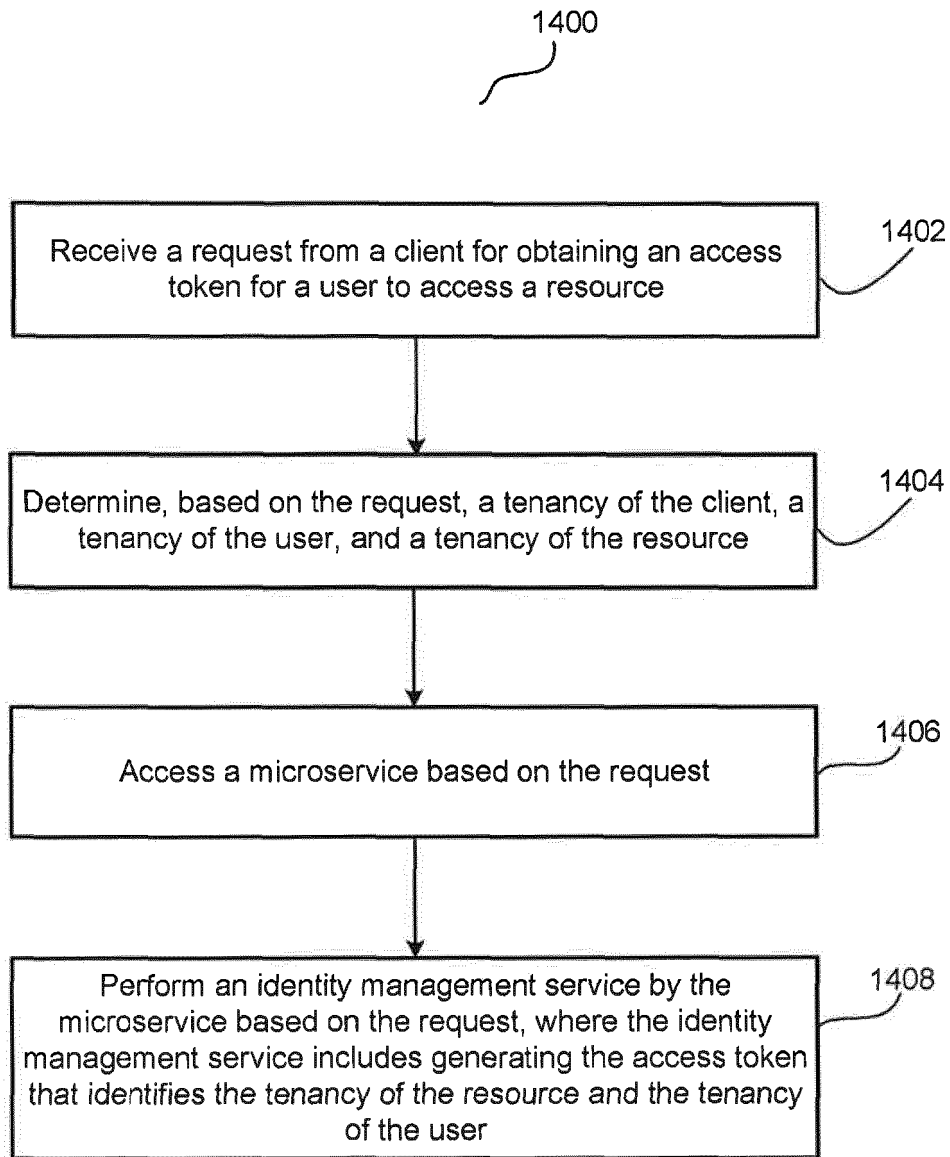 1400
Receive a request from a client for obtaining an access
token for a user to access a resource
1402
Determine, based on the request, a tenancy of the client, a
tenancy of the user, and a tenancy of the resource
1404
Access a microservice based on the request
1406
Perform an identity management service by the
microservice based on the request, where the identity
management service includes generating the access token
that identifies the tenancy of the resource and the tenancy
of the user
1408